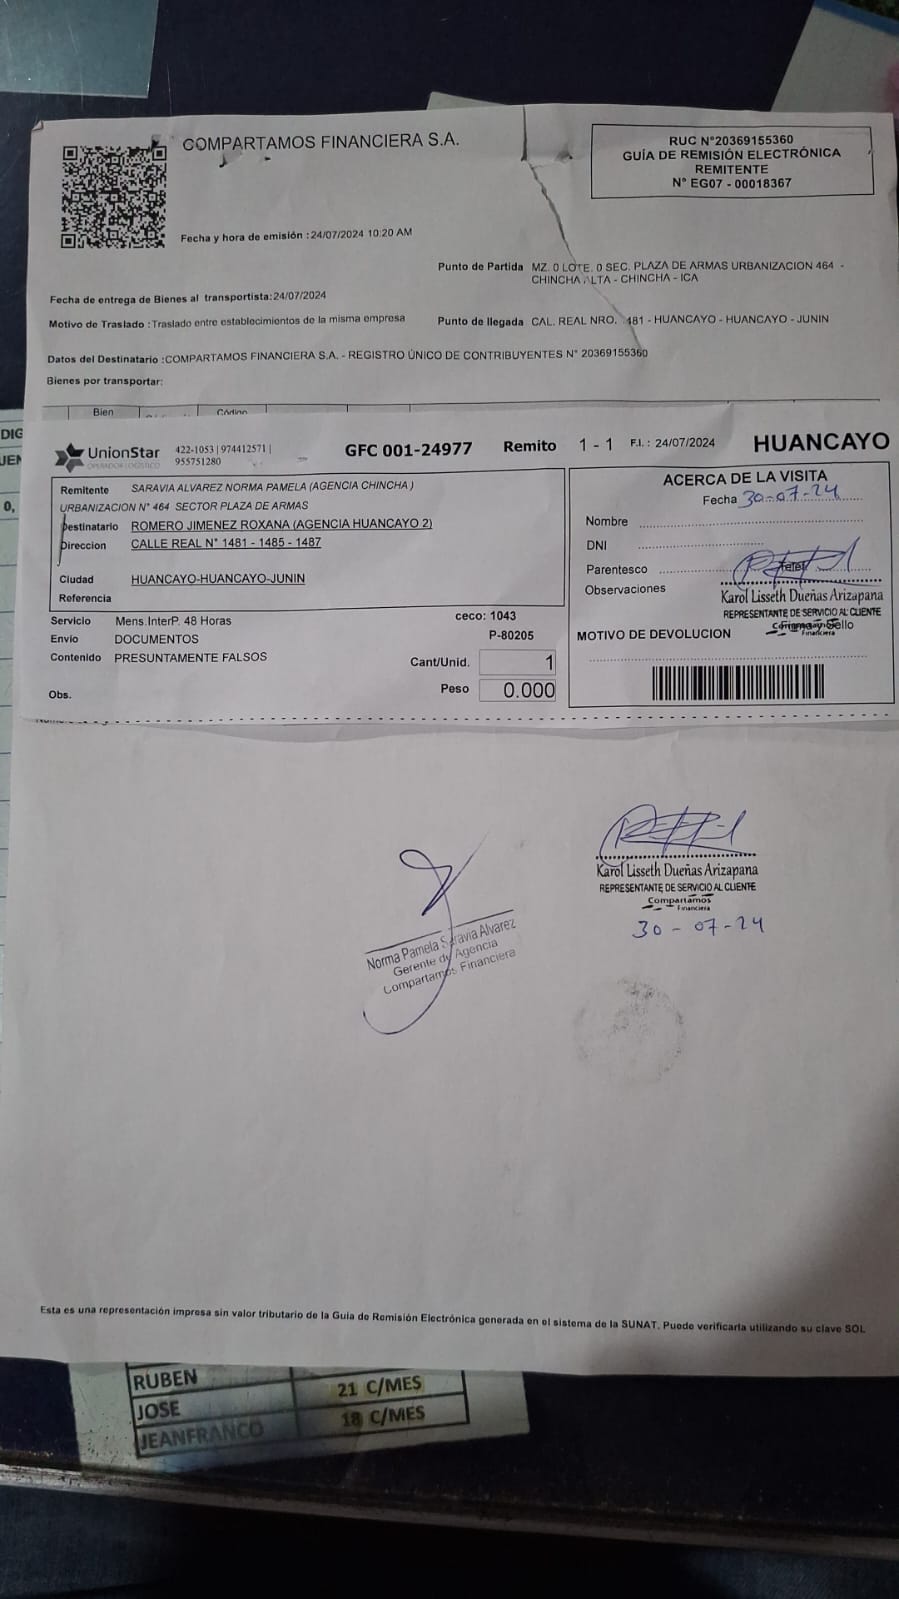 COMPARTAMOS FINANCIERA S.A.
RUC N°20369155360
GUÍA DE REMISIÓN ELECTRÓNICA
REMITENTE
N° EG07 - 00018367
Fecha y hora de emisión : 24/07/2024 10:20 AM
Punto de Partida MZ. 0 LOTE. 0 SEC. PLAZA DE ARMAS URBANIZACION 464 -
CHINCHA ALTA - CHINCHA - ICA
Fecha de entrega de Bienes al transportista:24/07/2024
Motivo de Traslado : Traslado entre establecimientos de la misma empresa
Punto de llegada CAL. REAL NRO. 481 - HUANCAYO - HUANCAYO - JUNIN
Datos del Destinatario :COMPARTAMOS FINANCIERA S.A. - REGISTRO ÚNICO DE CONTRIBUYENTES N° 20369155360
Bienes por transportar:
Bien Código
DIG
UEN
0,
UnionStar
OPERADOR LOGÍSTICO
422-1053 | 974412571 |
955751280
GFC 001-24977
Remito 1 - 1 F.I. : 24/07/2024
HUANCAYO
Remitente SARAVIA ALVAREZ NORMA PAMELA (AGENCIA CHINCHA )
URBANIZACION N° 464 SECTOR PLAZA DE ARMAS
Destinatario ROMERO JIMENEZ ROXANA (AGENCIA HUANCAYO 2)
Direccion CALLE REAL N° 1481 - 1485 - 1487
Ciudad HUANCAYO-HUANCAYO-JUNIN
Referencia
Servicio Mens.InterP. 48 Horas
ceco: 1043
Envío DOCUMENTOS
P-80205
Contenido PRESUNTAMENTE FALSOS
Cant/Unid. 1
Peso 0.000
Obs.
ACERCA DE LA VISITA
Fecha 30-07-24
Nombre
DNI
Parentesco
Observaciones
Karol Lisseth Dueñas Arizapana
REPRESENTANTE DE SERVICIO AL CLIENTE
Firma y Sello
Financiera
MOTIVO DE DEVOLUCION
Karol Lisseth Dueñas Arizapana
REPRESENTANTE DE SERVICIO AL CLIENTE
Compartamos
Financiera
30-07-24
Norma Pamela Saravia Alvarez
Gerente de Agencia
Compartamos Financiera
Esta es una representación impresa sin valor tributario de la Guía de Remisión Electrónica generada en el sistema de la SUNAT. Puede verificarla utilizando su clave SOL
RUBEN 21 C/MES
JOSE 18 C/MES
JEANFRANCO